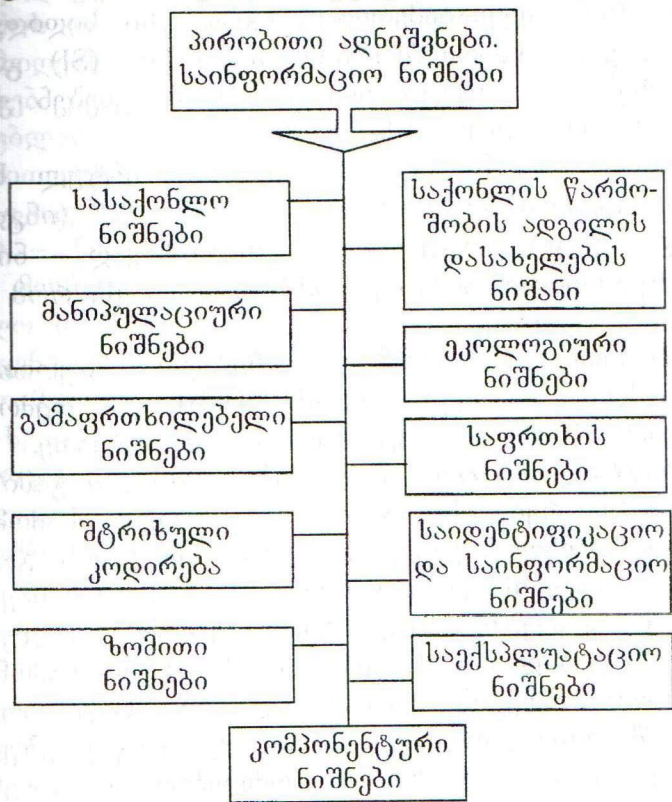 პირობითი აღნიშვნები.
საინფორმაციო ნიშნები
სასაქონლო
ნიშნები
საქონლის წარმო-
შობის ადგილის
დასახელების
ნიშანი
მანიპულაციური
ნიშნები
ეკოლოგიური
ნიშნები
გამაფრთხილებელი
ნიშნები
საფრთხის
ნიშნები
შტრიხული
კოდირება
საიდენტიფიკაციო
და საინფორმაციო
ნიშნები
ზომითი
ნიშნები
საექსპლუატაციო
ნიშნები
კომპონენტური
ნიშნები